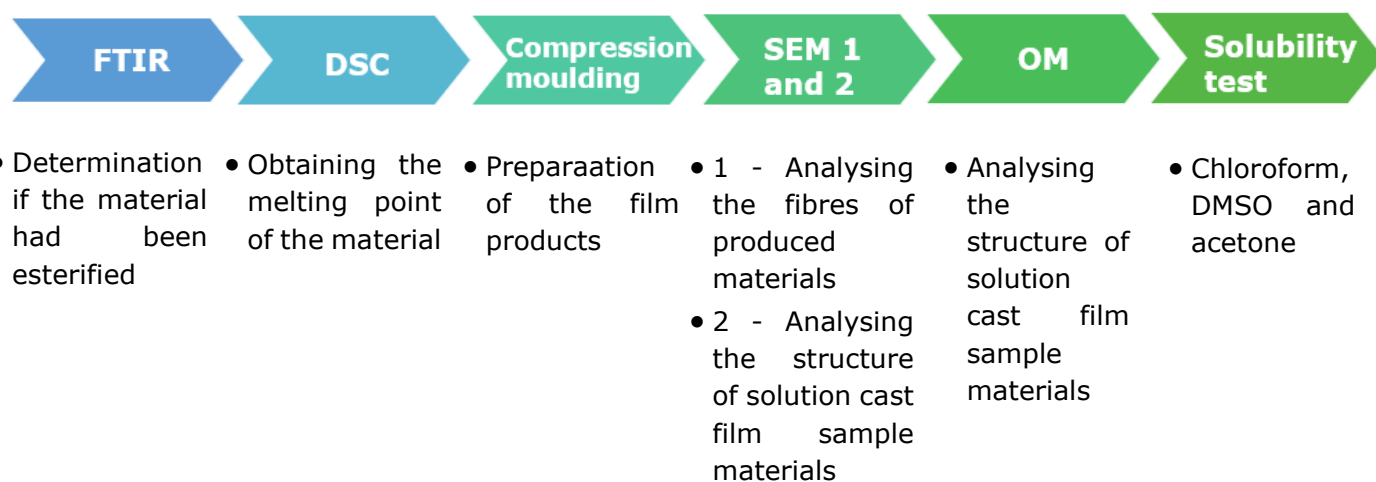 FTIR
DSC
Compression
moulding
SEM 1
and 2
OM
Solubility
test
• Determination
if the material
had been
esterified
• Obtaining the
melting point
of the material
• Preparaation
of the film
products
• 1 - Analysing
the fibres of
produced
materials
• 2 - Analysing
the structure
of solution cast
film sample
materials
• Analysing
the
structure of
solution
cast film
sample
materials
• Chloroform,
DMSO and
acetone